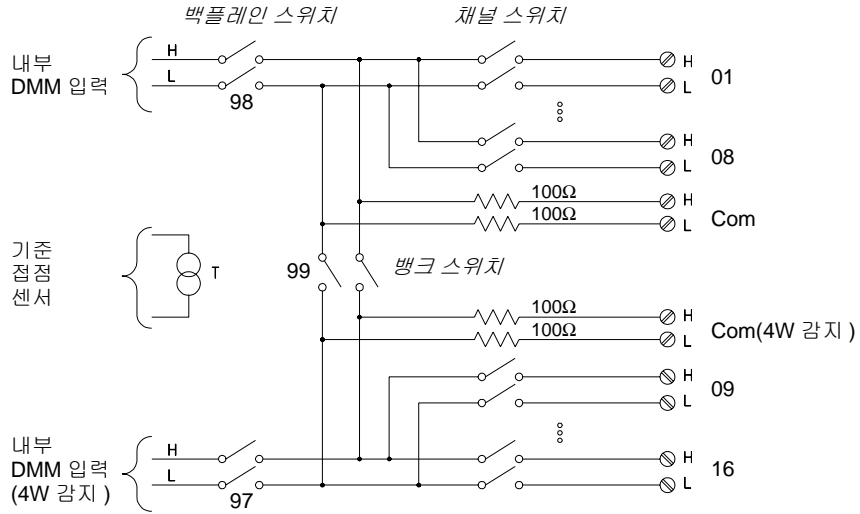 백플레인 스위치
채널 스위치
내부
DMM 입력
H
L
98
H
L
01
H
L
08
100Ω
100Ω
H
L
Com
기준
접점
센서
T
99
뱅크 스위치
100Ω
100Ω
H
L
Com(4W 감지 )
H
L
09
내부
DMM 입력
(4W 감지 )
H
L
97
H
L
16